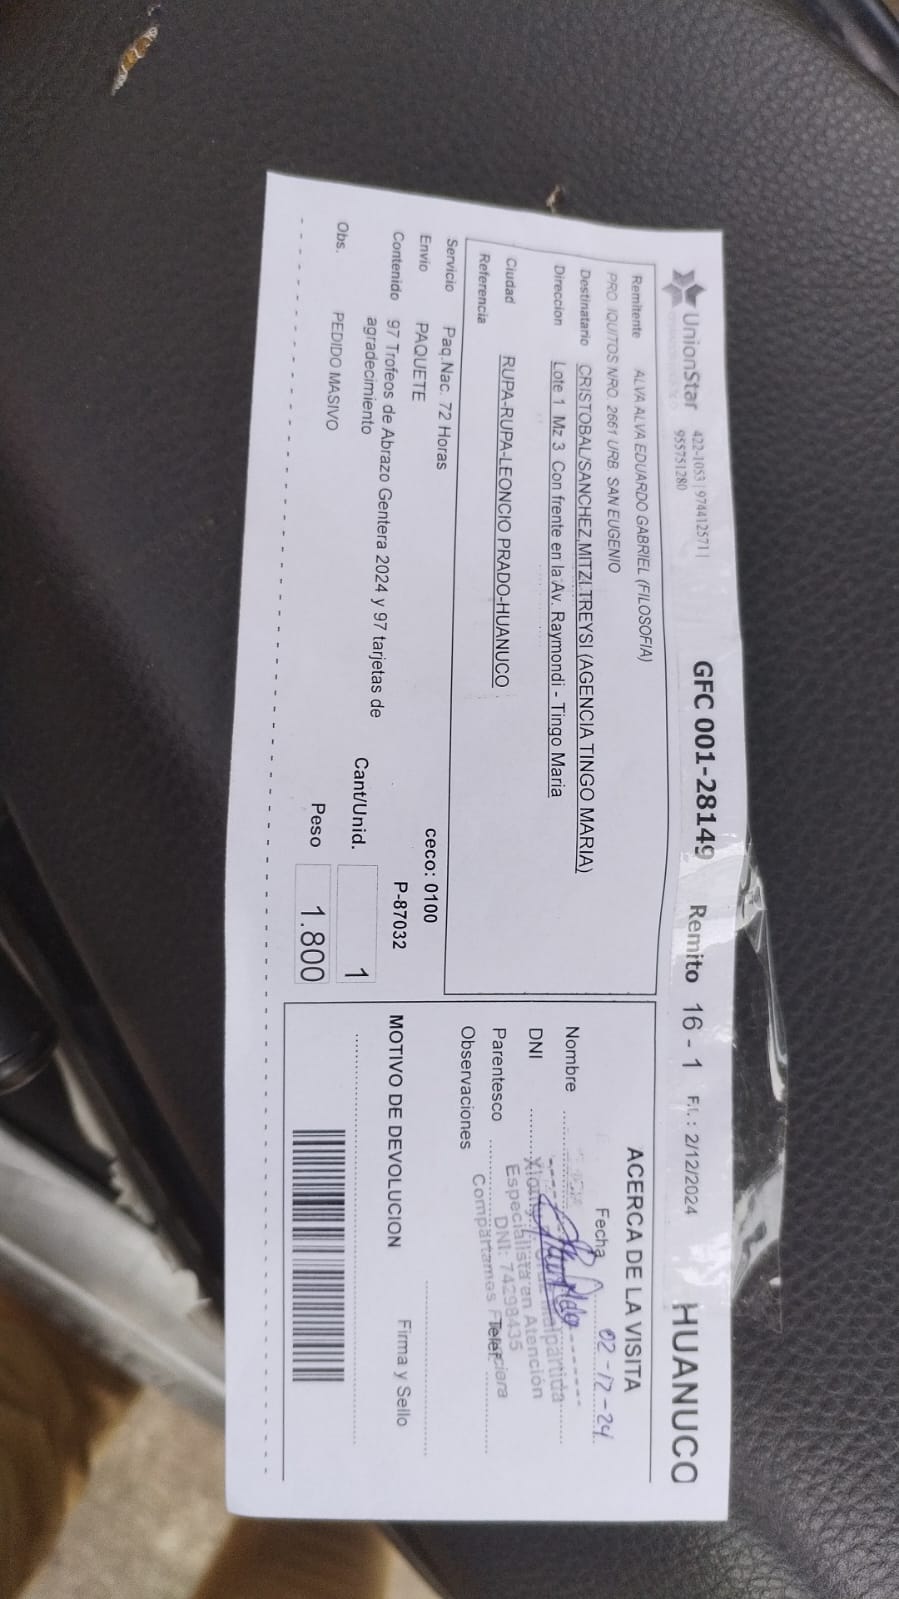 UnionStar 422-1053 | 974412571 |
955751280
GFC 001-28149 Remito 16 - 1 F.I.: 2/12/2024 HUANUCO
Remitente ALVA ALVA EDUARDO GABRIEL (FILOSOFIA)
PRO. IQUITOS NRO. 2661 URB. SAN EUGENIO
Destinatario CRISTOBAL/SANCHEZ,MITZI.TREYSI (AGENCIA TINGO MARIA)
Direccion Lote 1 Mz 3 Con frente en la Av. Raymondi - Tingo Maria
Ciudad RUPA-RUPA-LEONCIO PRADO-HUANUCO
Referencia
Servicio Paq.Nac. 72 Horas
Envio PAQUETE
ceco: 0100
Contenido 97 Trofeos de Abrazo Gentera 2024 y 97 tarjetas de
agradecimiento
P-87032
Cant/Unid. 1
Obs. PEDIDO MASIVO
Peso 1.800
ACERCA DE LA VISITA
Fecha 02-12-24
Nombre
DNI
Parentesco
Observaciones
Especialista en Atención
DNI: 74298435
Compartamos Financiera
Telef.
MOTIVO DE DEVOLUCION
Firma y Sello